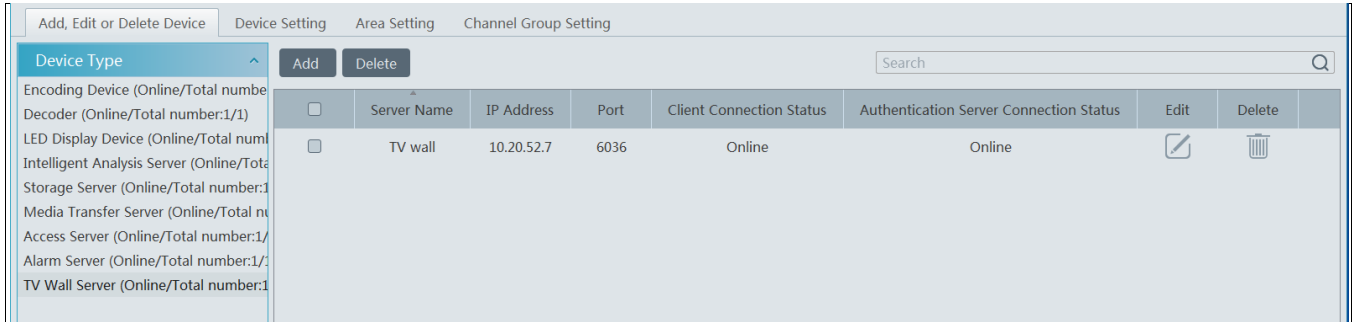 Add, Edit or Delete Device Device Setting Area Setting Channel Group Setting
Device Type
Add Delete Search
Encoding Device (Online/Total numbe
Decoder (Online/Total number:1/1)
LED Display Device (Online/Total numl
Intelligent Analysis Server (Online/Tota
Storage Server (Online/Total number:1
Media Transfer Server (Online/Total nu
Access Server (Online/Total number:1/
Alarm Server (Online/Total number:1/1
TV Wall Server (Online/Total number:1
Server Name IP Address Port Client Connection Status Authentication Server Connection Status Edit Delete
TV wall 10.20.52.7 6036 Online Online